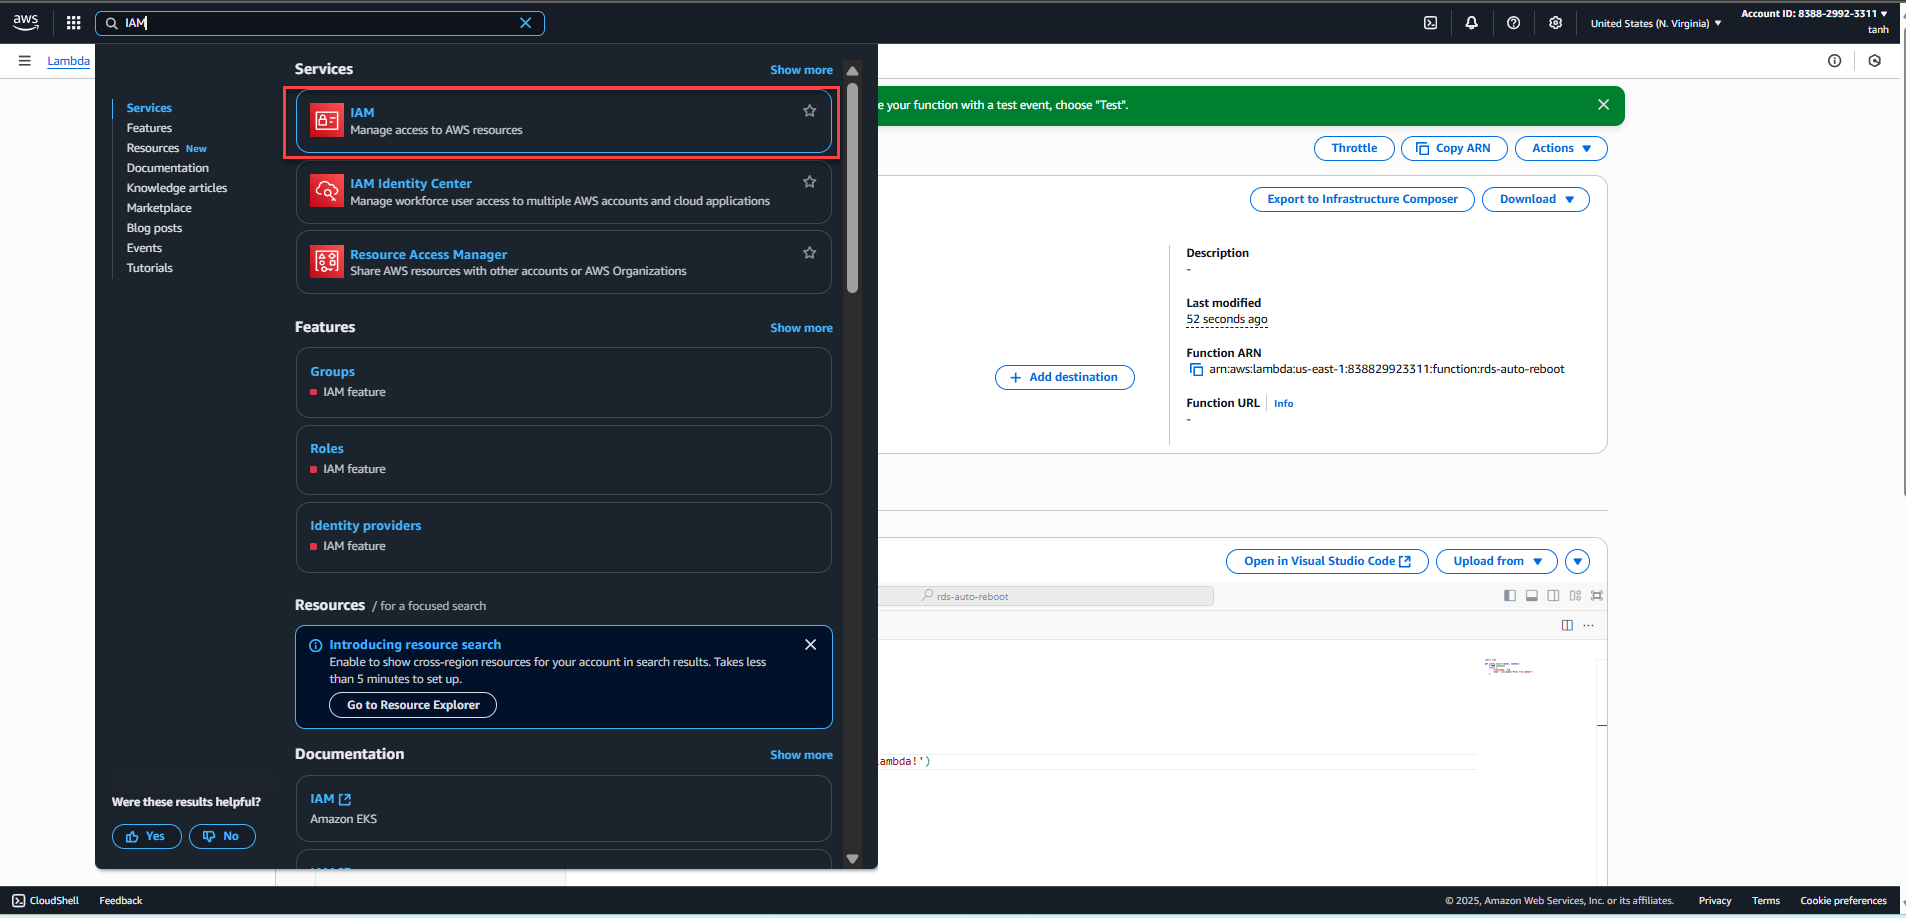 aws
IAM
United States (N. Virginia)
Account ID: 8388-2992-3311
tanh
Lambda
Services
Features
Resources New
Documentation
Knowledge articles
Marketplace
Blog posts
Events
Tutorials
Were these results helpful?
Yes
No
Services
Show more
IAM
Manage access to AWS resources
IAM Identity Center
Manage workforce user access to multiple AWS accounts and cloud applications
Resource Access Manager
Share AWS resources with other accounts or AWS Organizations
Features
Show more
Groups
IAM feature
Roles
IAM feature
Identity providers
IAM feature
Resources / for a focused search
Introducing resource search
Enable to show cross-region resources for your account in search results. Takes less
than 5 minutes to set up.
Go to Resource Explorer
Documentation
Show more
IAM
Amazon EKS
e your function with a test event, choose "Test".
Throttle
Copy ARN
Actions
Export to Infrastructure Composer
Download
Add destination
Description
-
Last modified
52 seconds ago
Function ARN
arn:aws:lambda:us-east-1:838829923311:function:rds-auto-reboot
Function URL
Info
-
Open in Visual Studio Code
Upload from
rds-auto-reboot
ambda!')
CloudShell
Feedback
© 2025, Amazon Web Services, Inc. or its affiliates.
Privacy
Terms
Cookie preferences